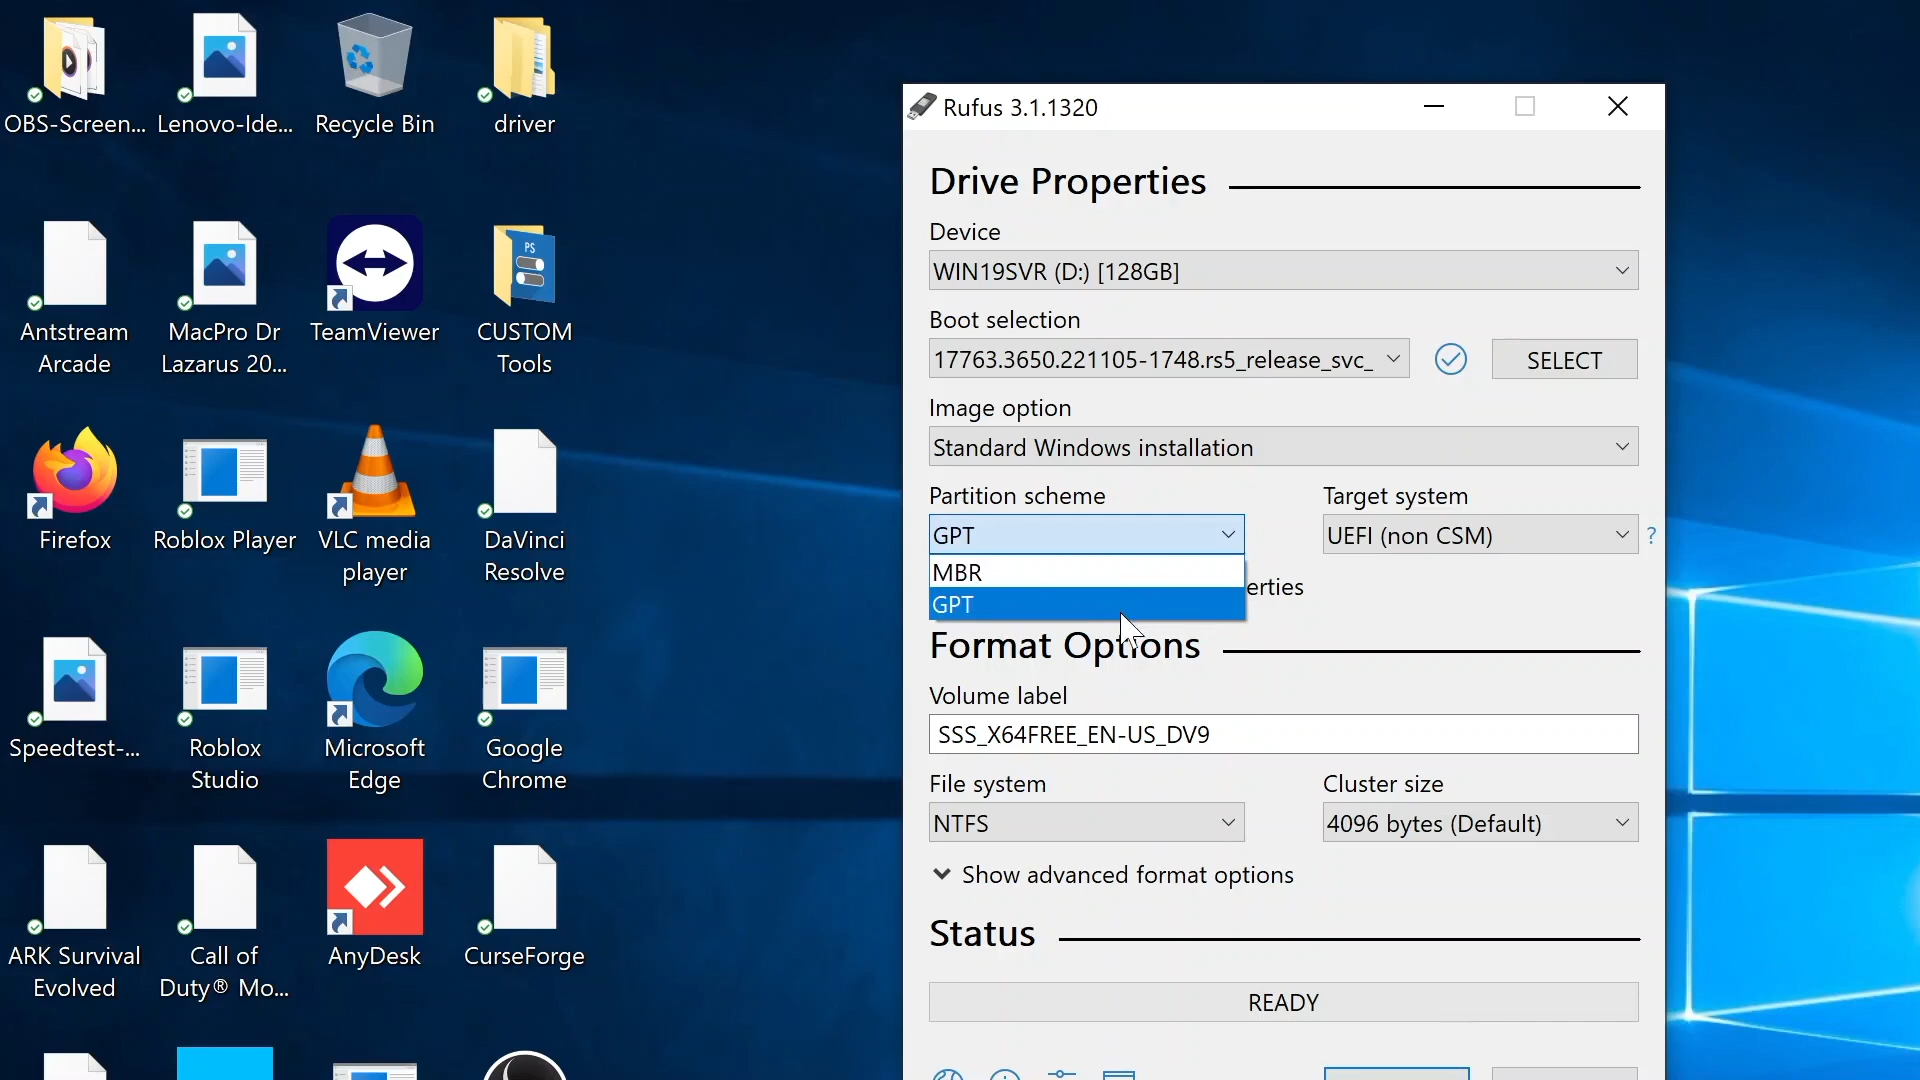 OBS-Screen...
Lenovo-Ide...
Recycle Bin
driver
Antstream
Arcade
MacPro Dr
Lazarus 20...
TeamViewer
PS
CUSTOM
Tools
Firefox
Roblox Player
VLC media
player
DaVinci
Resolve
Speedtest-...
Roblox
Studio
Microsoft
Edge
Google
Chrome
ARK Survival
Evolved
Call of
Duty® Mo...
AnyDesk
CurseForge
Rufus 3.1.1320
Drive Properties
Device
WIN19SVR (D:) [128GB]
Boot selection
17763.3650.221105-1748.rs5_release_svc_
SELECT
Image option
Standard Windows installation
Partition scheme
Target system
GPT
UEFI (non CSM)
?
MBR
GPT
erties
Format Options
Volume label
SSS_X64FREE_EN-US_DV9
File system
Cluster size
NTFS
4096 bytes (Default)
Show advanced format options
Status
READY